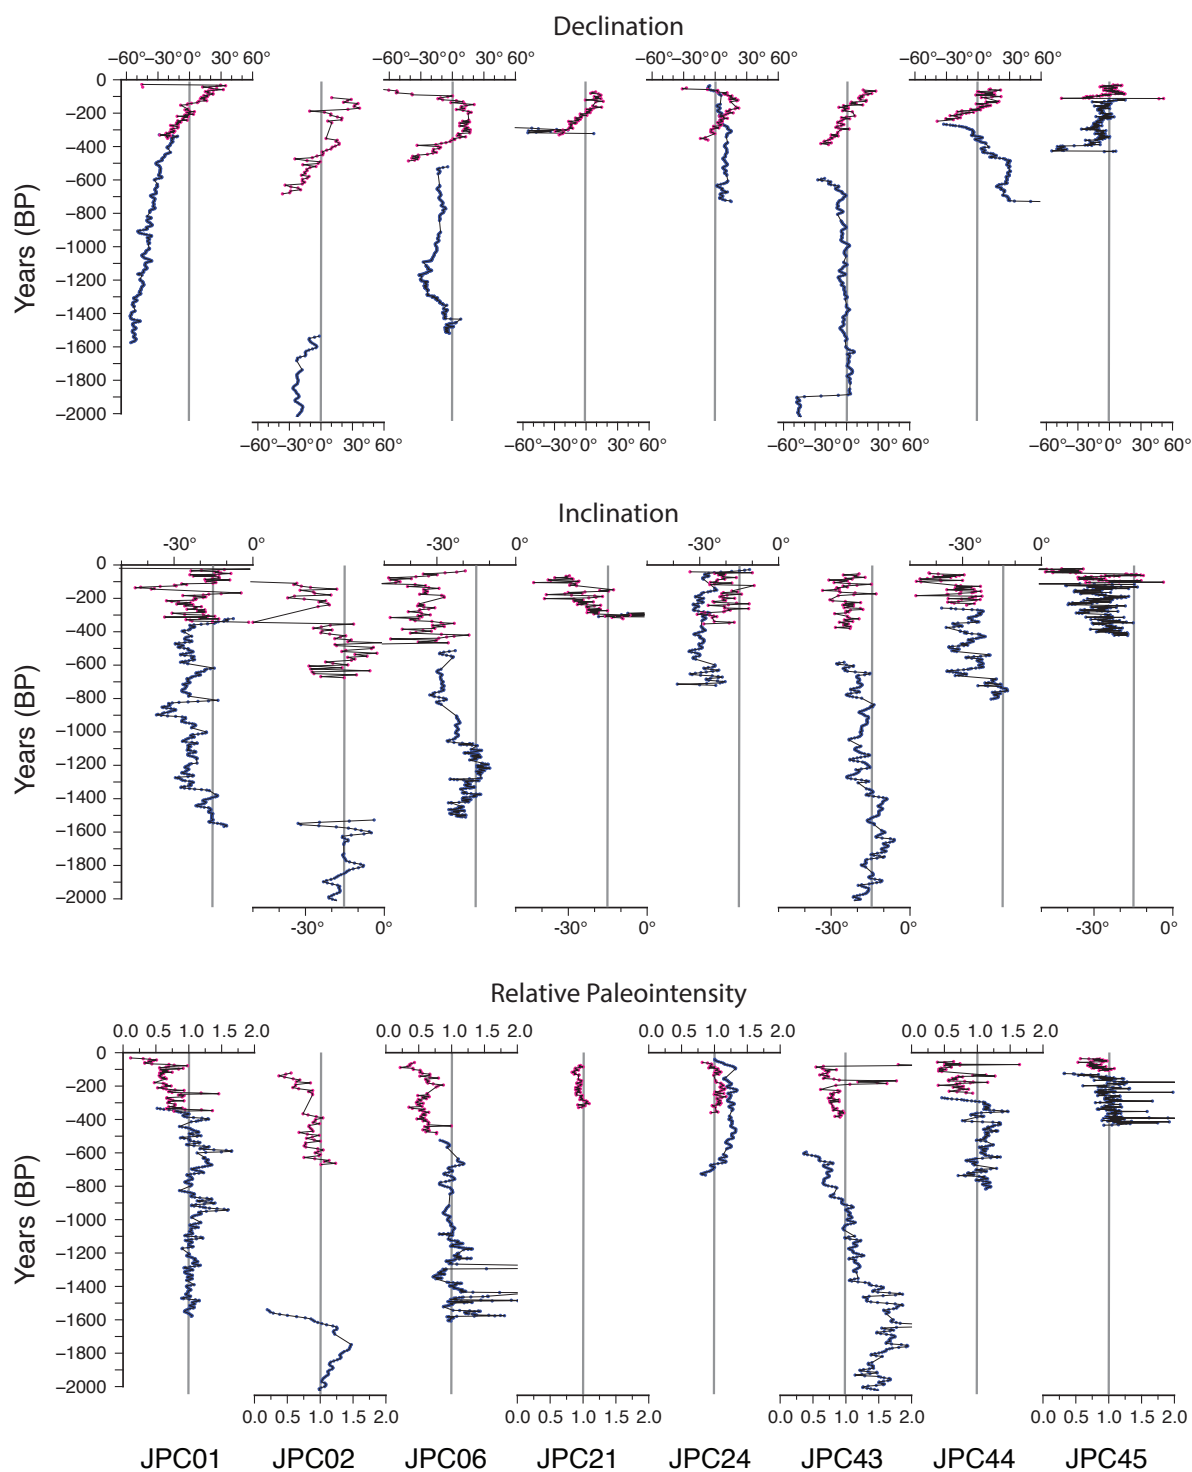 Declination
−60°−30° 0° 30° 60° −60°−30° 0° 30° 60° −60°−30° 0° 30° 60° −60°−30° 0° 30° 60°
0
−200
−400
−600
−800
−1000
−1200
−1400
−1600
−1800
−2000
Years (BP)
−60°−30° 0° 30° 60° −60°−30° 0° 30° 60° −60°−30° 0° 30° 60° −60°−30° 0° 30° 60°
Inclination
-30° 0° -30° 0° -30° 0° -30° 0°
0
−200
−400
−600
−800
−1000
−1200
−1400
−1600
−1800
−2000
Years (BP)
-30° 0° -30° 0° -30° 0° -30° 0°
Relative Paleointensity
0.0 0.5 1.0 1.5 2.0 0.0 0.5 1.0 1.5 2.0 0.0 0.5 1.0 1.5 2.0 0.0 0.5 1.0 1.5 2.0
0
−200
−400
−600
−800
−1000
−1200
−1400
−1600
−1800
−2000
Years (BP)
0.0 0.5 1.0 1.5 2.0 0.0 0.5 1.0 1.5 2.0 0.0 0.5 1.0 1.5 2.0 0.0 0.5 1.0 1.5 2.0
JPC01 JPC02 JPC06 JPC21 JPC24 JPC43 JPC44 JPC45